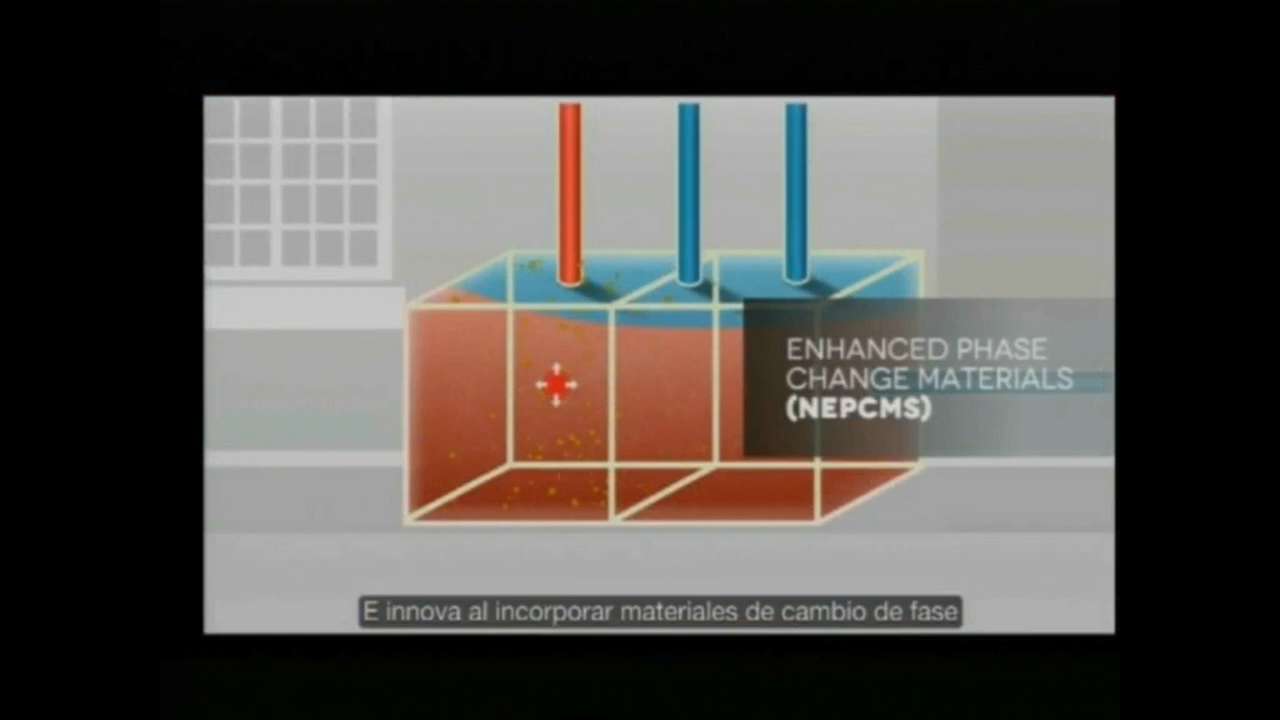 ENHANCED PHASE
CHANGE MATERIALS
(NEPCMS)
E innova al incorporar materiales de cambio de fase